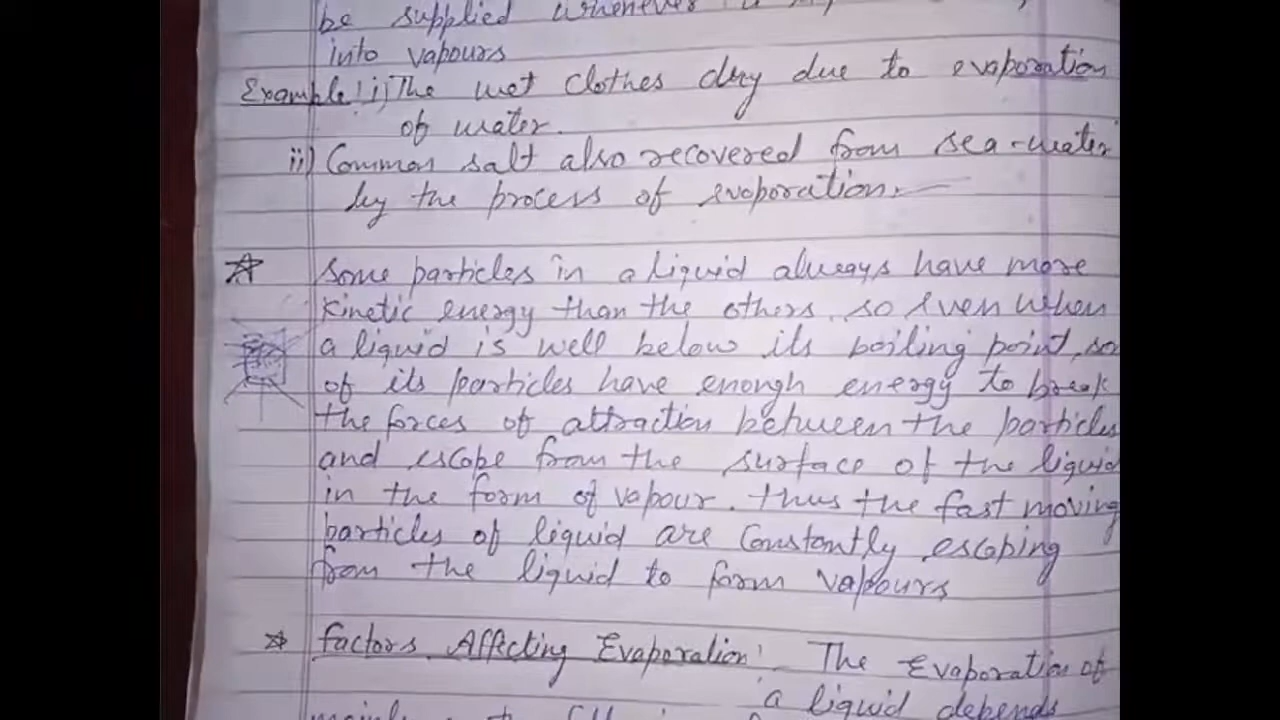 be supplied whenever
into vapours
Example: i) The wet clothes dry due to evaporation
of water.
ii) Common salt also recovered from sea-water
by the process of evaporation.
Some particles in a liquid always have more
kinetic energy than the others. so even when
a liquid is well below its boiling point, so
of its particles have enough energy to break
the forces of attraction between the particles
and escape from the surface of the liquid
in the form of vapour. thus the fast moving
particles of liquid are constantly escaping
from the liquid to form vapours
factors Affecting Evaporation: The Evaporation of
a liquid depends